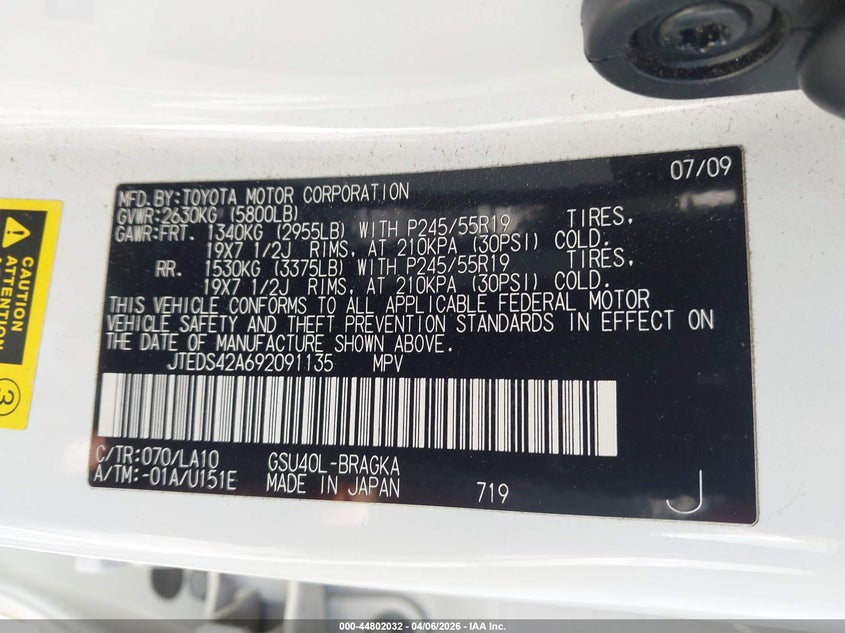 07/09
MFD.BY:TOYOTA MOTOR CORPORATION
GVWR:2630KG (5800LB)
GAWR:FRT. 1340KG (2955LB) WITH P245/55R19 TIRES,
19X7 1/2J RIMS, AT 210KPA (30PSI) COLD.
RR. 1530KG (3375LB) WITH P245/55R19 TIRES,
19X7 1/2J RIMS, AT 210KPA (30PSI) COLD.
THIS VEHICLE CONFORMS TO ALL APPLICABLE FEDERAL MOTOR
VEHICLE SAFETY AND THEFT PREVENTION STANDARDS IN EFFECT ON
THE DATE OF MANUFACTURE SHOWN ABOVE.
JTEDS42A692091135 MPV
C/TR:070/LA10 GSU40L-BRAGKA
A/TM:-01A/U151E MADE IN JAPAN 719
J
CAUTION
ATTENTION
3
000-44802032 - 04/06/2026 - IAA Inc.